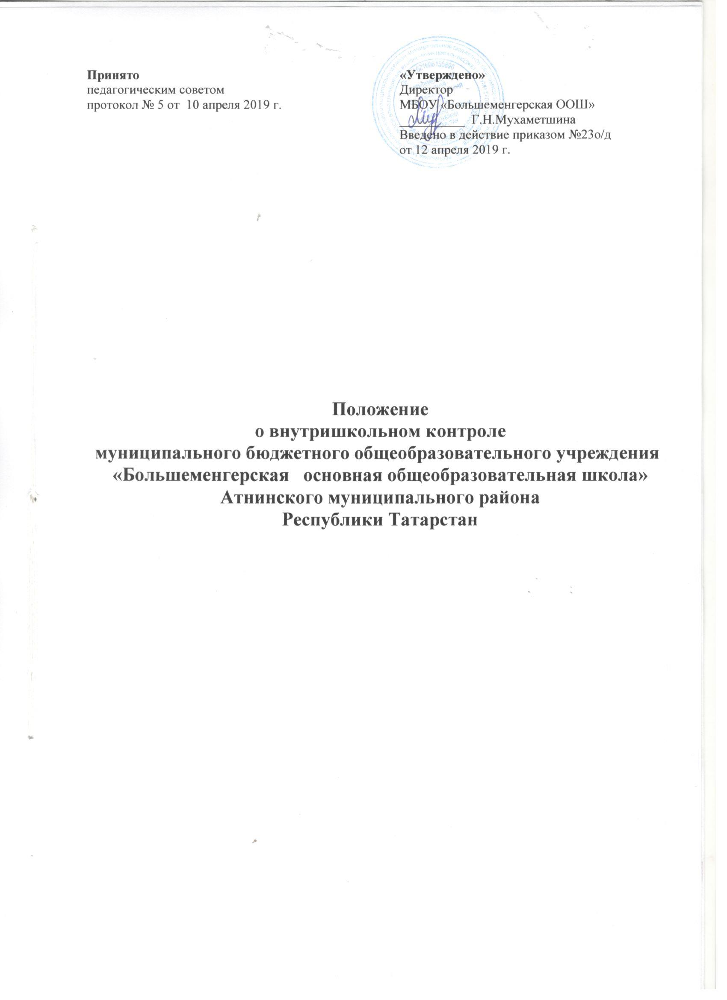 Принято
педагогическим советом
протокол № 5 от 10 апреля 2019 г.
«Утверждено»
Директор
МБОУ «Большеменгерская ООШ»
___________ Г.Н.Мухаметшина
Введено в действие приказом №23о/д
от 12 апреля 2019 г.
Положение
о внутришкольном контроле
муниципального бюджетного общеобразовательного учреждения
«Большеменгерская основная общеобразовательная школа»
Атнинского муниципального района
Республики Татарстан